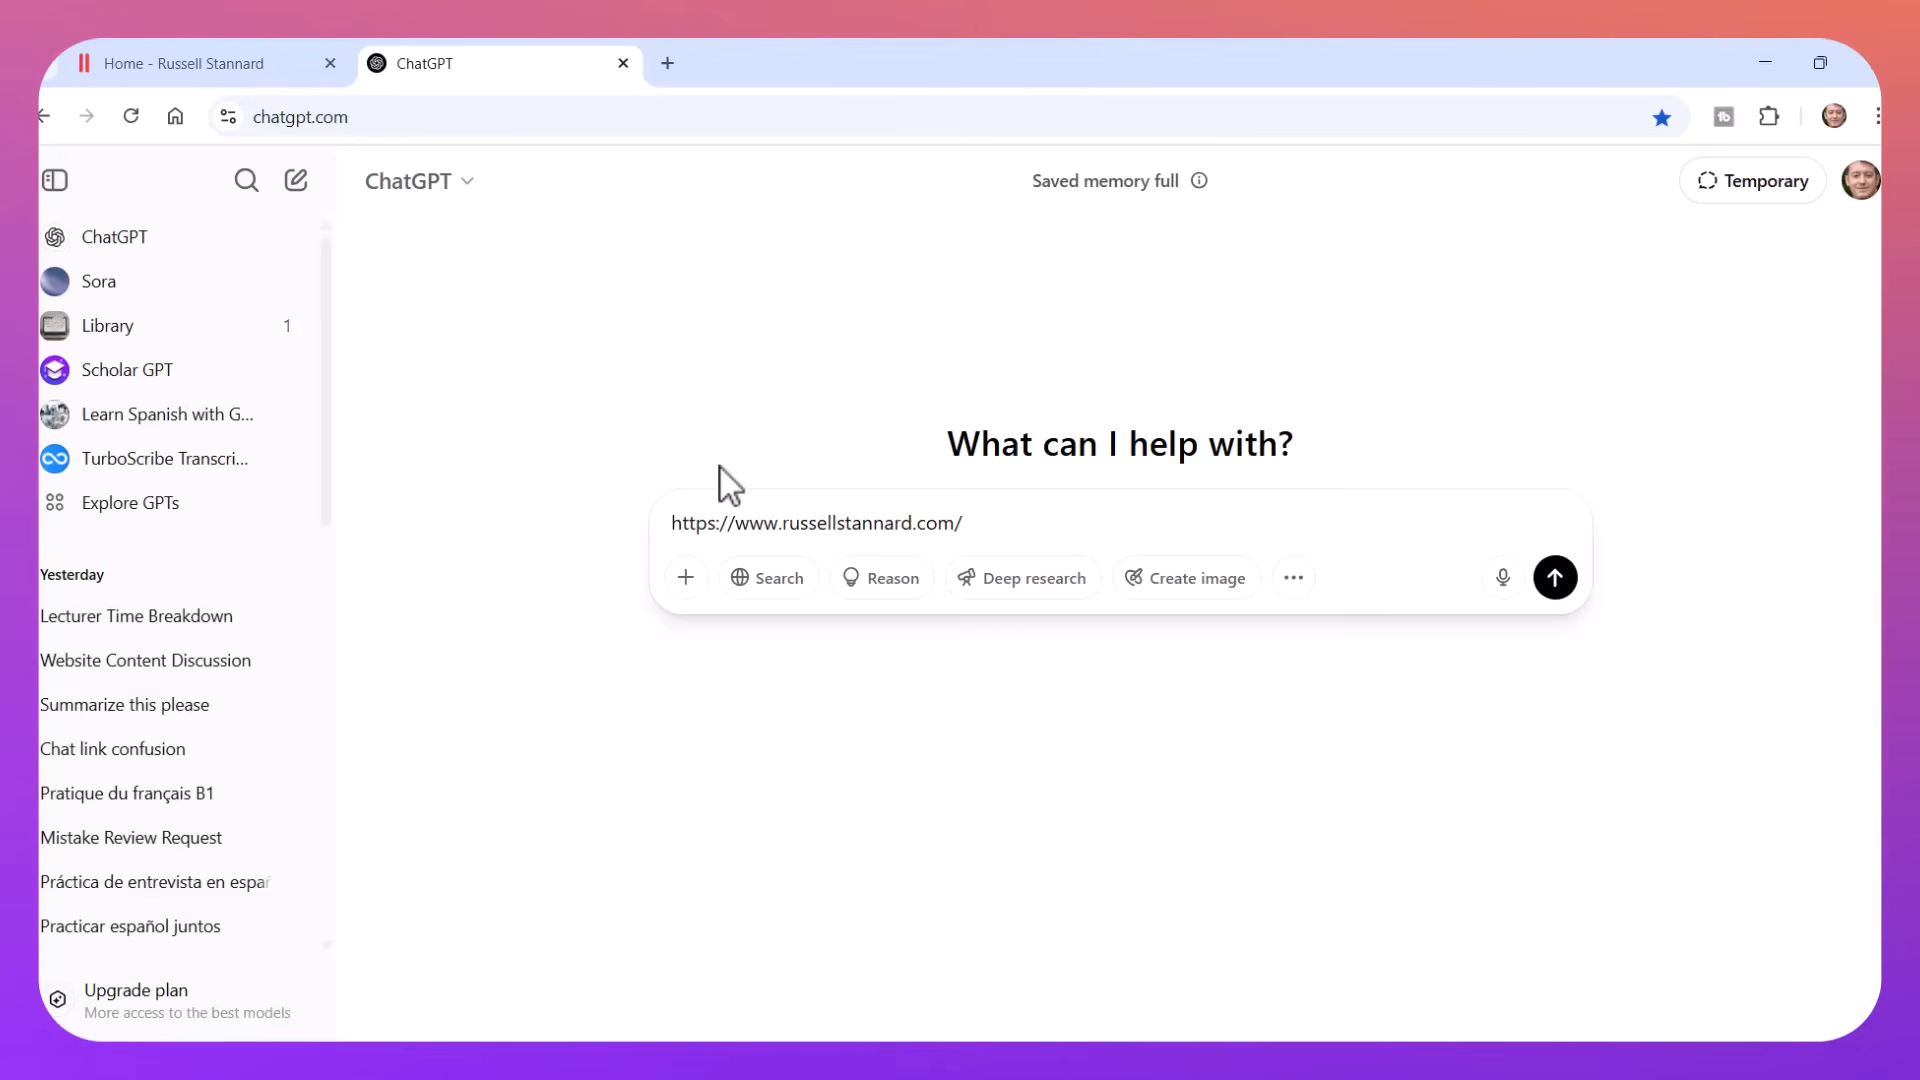 Home - Russell Stannard
ChatGPT
chatgpt.com
ChatGPT
Saved memory full
Temporary
ChatGPT
Sora
Library 1
Scholar GPT
Learn Spanish with G...
TurboScribe Transcri...
Explore GPTs
Yesterday
Lecturer Time Breakdown
Website Content Discussion
Summarize this please
Chat link confusion
Pratique du français B1
Mistake Review Request
Práctica de entrevista en espa
Practicar español juntos
Upgrade plan
More access to the best models
What can I help with?
https://www.russellstannard.com/
Search
Reason
Deep research
Create image